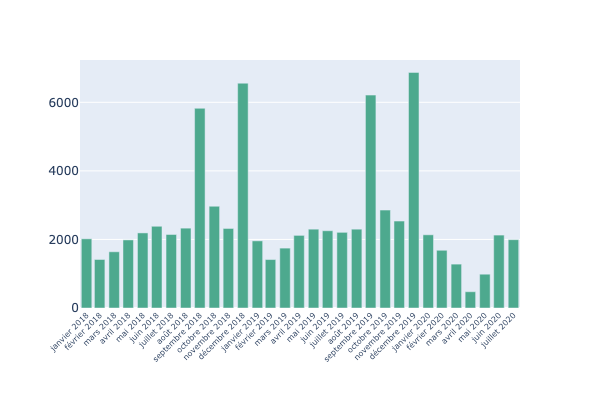 6000
4000
2000
0
janvier 2018
février 2018
mars 2018
avril 2018
mai 2018
juin 2018
juillet 2018
août 2018
septembre 2018
octobre 2018
novembre 2018
décembre 2018
janvier 2019
février 2019
mars 2019
avril 2019
mai 2019
juin 2019
juillet 2019
août 2019
septembre 2019
octobre 2019
novembre 2019
décembre 2019
janvier 2020
février 2020
mars 2020
avril 2020
mai 2020
juin 2020
juillet 2020